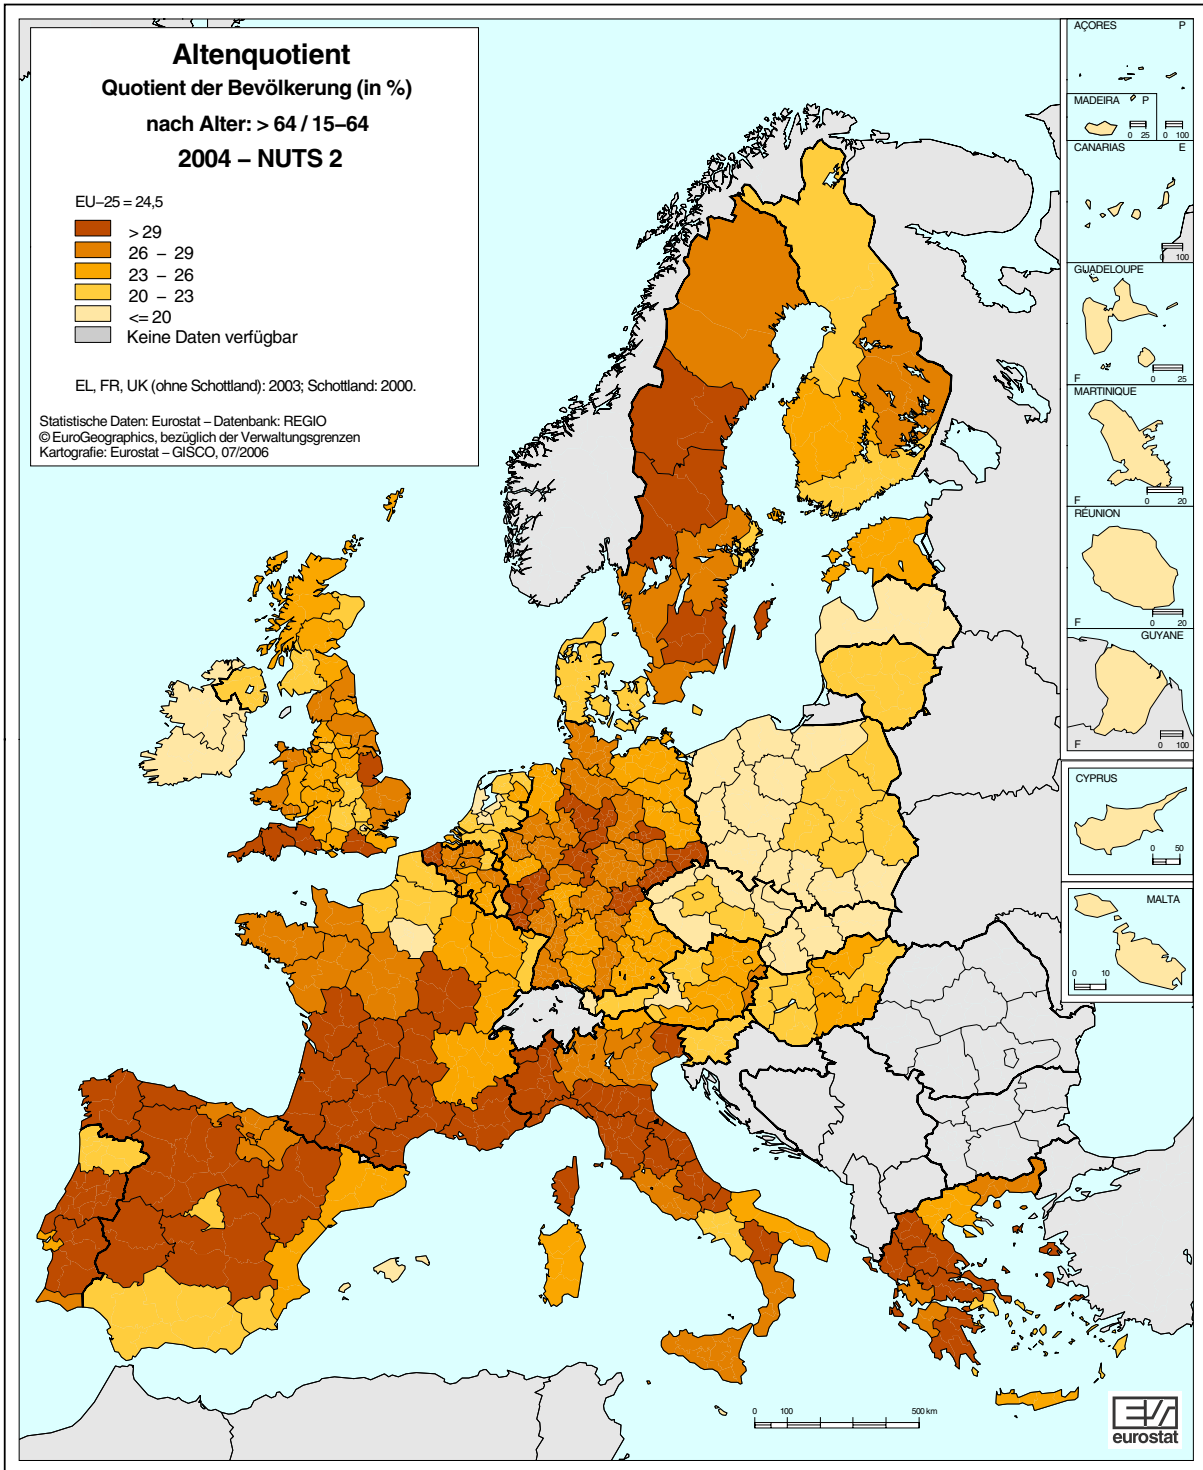 Altenquotient
Quotient der Bevölkerung (in %)
nach Alter: > 64 / 15–64
2004 – NUTS 2
EU–25 = 24,5
> 29
26 – 29
23 – 26
20 – 23
<= 20
Keine Daten verfügbar
EL, FR, UK (ohne Schottland): 2003; Schottland: 2000.
Statistische Daten: Eurostat – Datenbank: REGIO
© EuroGeographics, bezüglich der Verwaltungsgrenzen
Kartografie: Eurostat – GISCO, 07/2006
AÇORES P
MADEIRA P
0 25 0 100
CANARIAS E
0 100
GUADELOUPE
F 0 25
MARTINIQUE
F 0 20
RÉUNION
F 0 20
GUYANE
F 0 100
CYPRUS
0 50
MALTA
0 10
0 100 500 km
eurostat